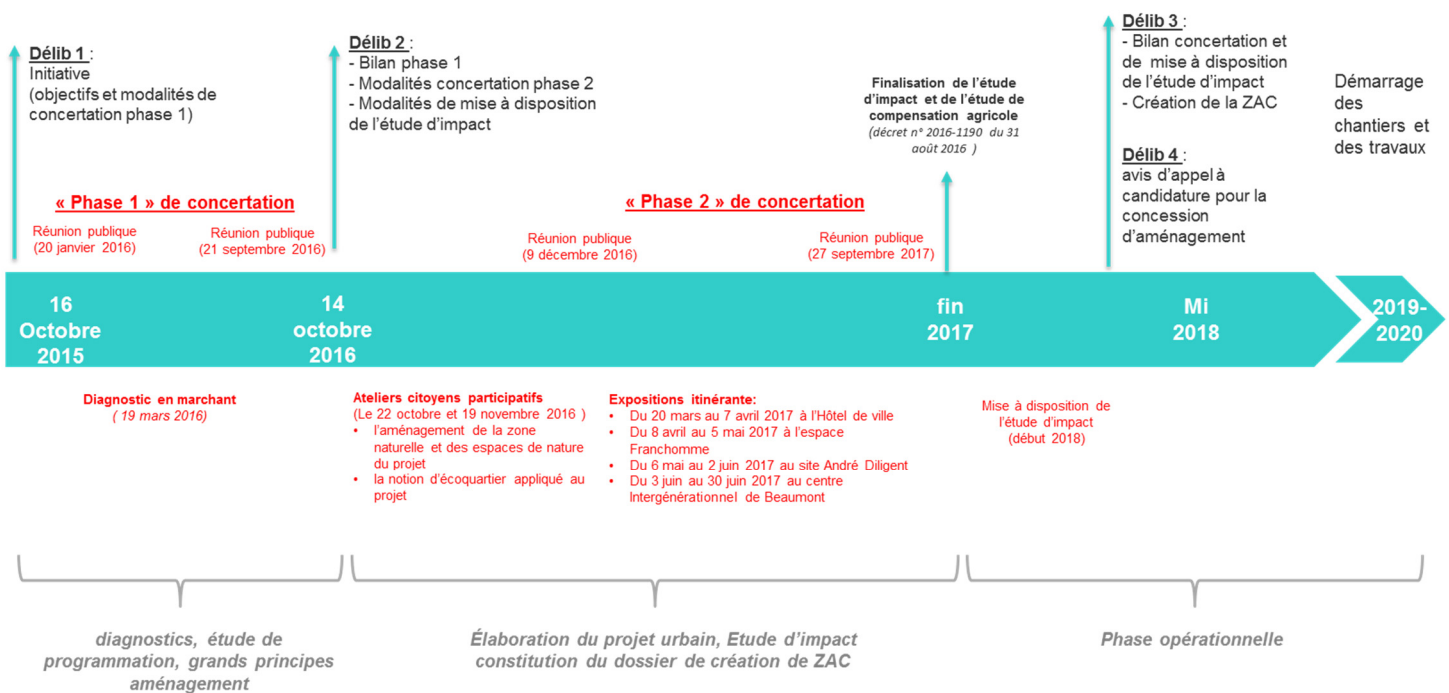 Délib 1 :
Initiative
(objectifs et modalités de
concertation phase 1)
Délib 2 :
- Bilan phase 1
- Modalités concertation phase 2
- Modalités de mise à disposition
de l'étude d'impact
Finalisation de l'étude
d'impact et de l'étude de
compensation agricole
(décret n° 2016-1190 du 31
août 2016 )
Délib 3 :
- Bilan concertation et
de mise à disposition
de l'étude d'impact
- Création de la ZAC
Délib 4 :
avis d'appel à
candidature pour la
concession
d'aménagement
Démarrage
des
chantiers et
des travaux
« Phase 1 » de concertation
Réunion publique
(20 janvier 2016)
Réunion publique
(21 septembre 2016)
« Phase 2 » de concertation
Réunion publique
(9 décembre 2016)
Réunion publique
(27 septembre 2017)
16
Octobre
2015
14
octobre
2016
fin
2017
Mi
2018
2019-
2020
Diagnostic en marchant
( 19 mars 2016)
Ateliers citoyens participatifs
(Le 22 octobre et 19 novembre 2016 )
• l'aménagement de la zone
naturelle et des espaces de nature
du projet
• la notion d'écoquartier appliqué au
projet
Expositions itinérante:
• Du 20 mars au 7 avril 2017 à l'Hôtel de ville
• Du 8 avril au 5 mai 2017 à l'espace
Franchomme
• Du 6 mai au 2 juin 2017 au site André Diligent
• Du 3 juin au 30 juin 2017 au centre
Intergénérationnel de Beaumont
Mise à disposition de
l'étude d'impact
(début 2018)
diagnostics, étude de
programmation, grands principes
aménagement
Élaboration du projet urbain, Etude d'impact
constitution du dossier de création de ZAC
Phase opérationnelle